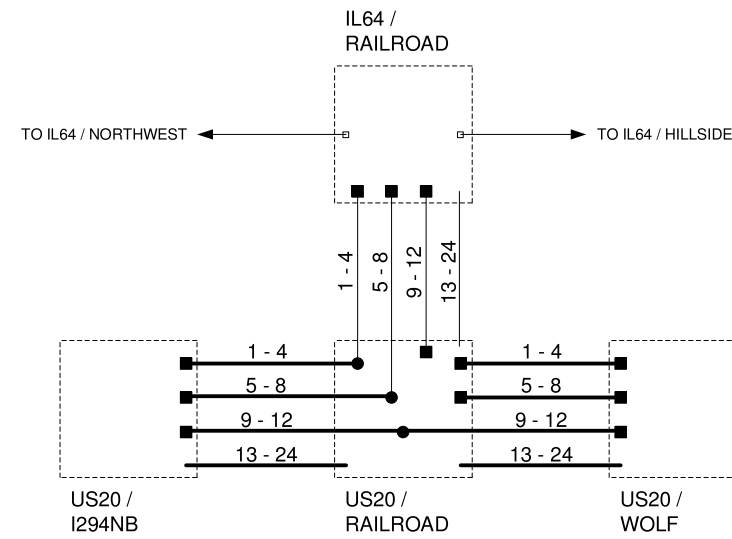 IL64 /
RAILROAD
TO IL64 / NORTHWEST
TO IL64 / HILLSIDE
1 - 4
5 - 8
9 - 12
13 - 24
1 - 4
1 - 4
5 - 8
5 - 8
9 - 12
9 - 12
13 - 24
13 - 24
US20 /
I294NB
US20 /
RAILROAD
US20 /
WOLF